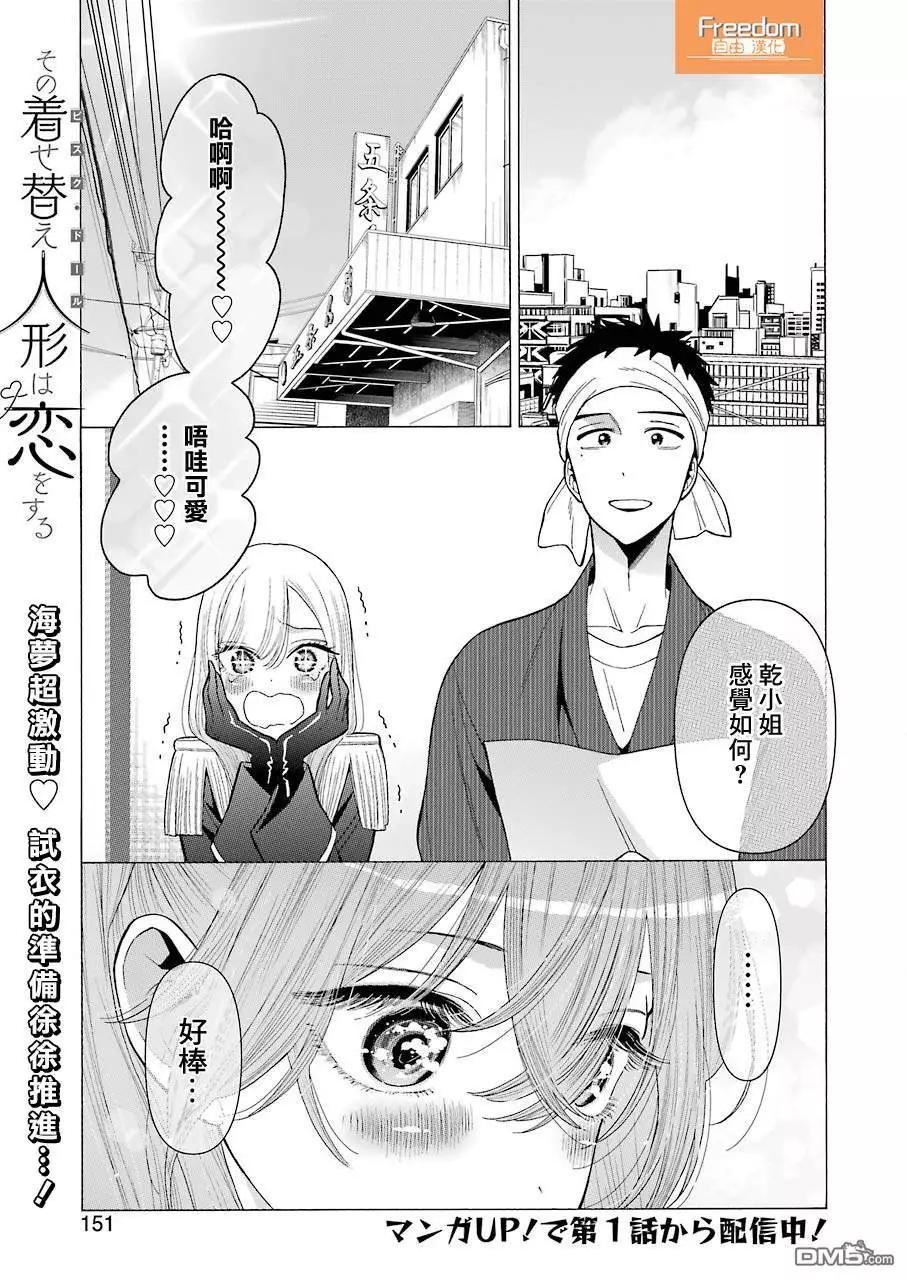 Freedom
自由 漢化
その着せ替え人形は恋をする
ビスク・ドール
五条
哈啊啊~~~~~~♡♡
唔哇可愛
……♡♡♡
乾小姐
感覺如何?
……
好棒…
海夢超激動♡ 試衣的準備徐徐推進…!
151
マンガUP!で第1話から配信中!
DM5.com